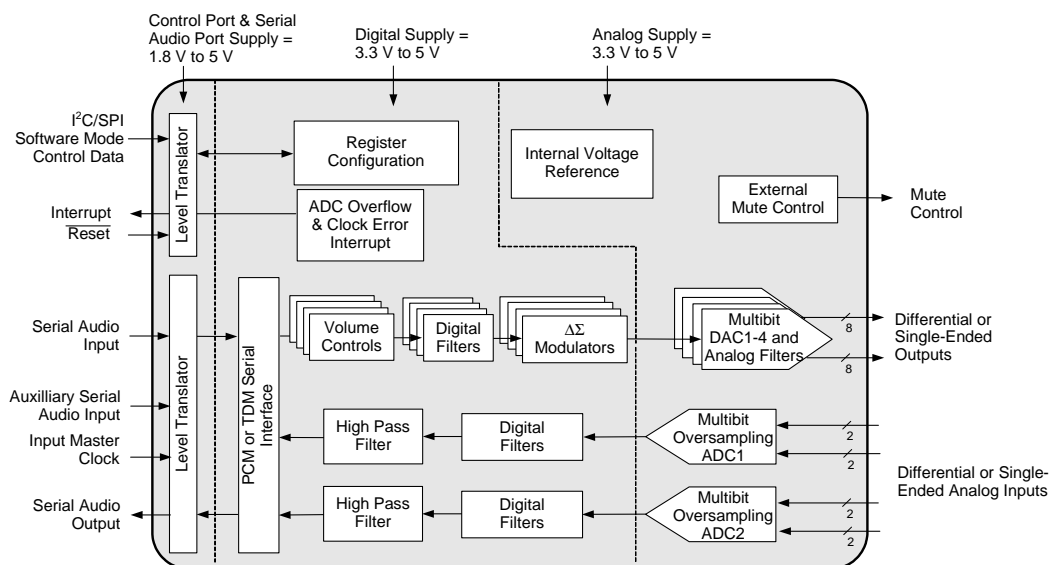 Control Port & Serial
Audio Port Supply =
1.8 V to 5 V
Digital Supply =
3.3 V to 5 V
Analog Supply =
3.3 V to 5 V
I²C/SPI
Software Mode
Control Data
Level Translator
Register
Configuration
Internal Voltage
Reference
External
Mute Control
Mute
Control
Interrupt
Reset
ADC Overflow
& Clock Error
Interrupt
Serial Audio
Input
Auxilliary Serial
Audio Input
Input Master
Clock
Serial Audio
Output
Level Translator
PCM or TDM Serial
Interface
Volume
Controls
Digital
Filters
ΔΣ
Modulators
Multibit
DAC1-4 and
Analog Filters
8
8
Differential or
Single-Ended
Outputs
High Pass
Filter
Digital
Filters
Multibit
Oversampling
ADC1
2
2
High Pass
Filter
Digital
Filters
Multibit
Oversampling
ADC2
2
2
Differential or Single-
Ended Analog Inputs